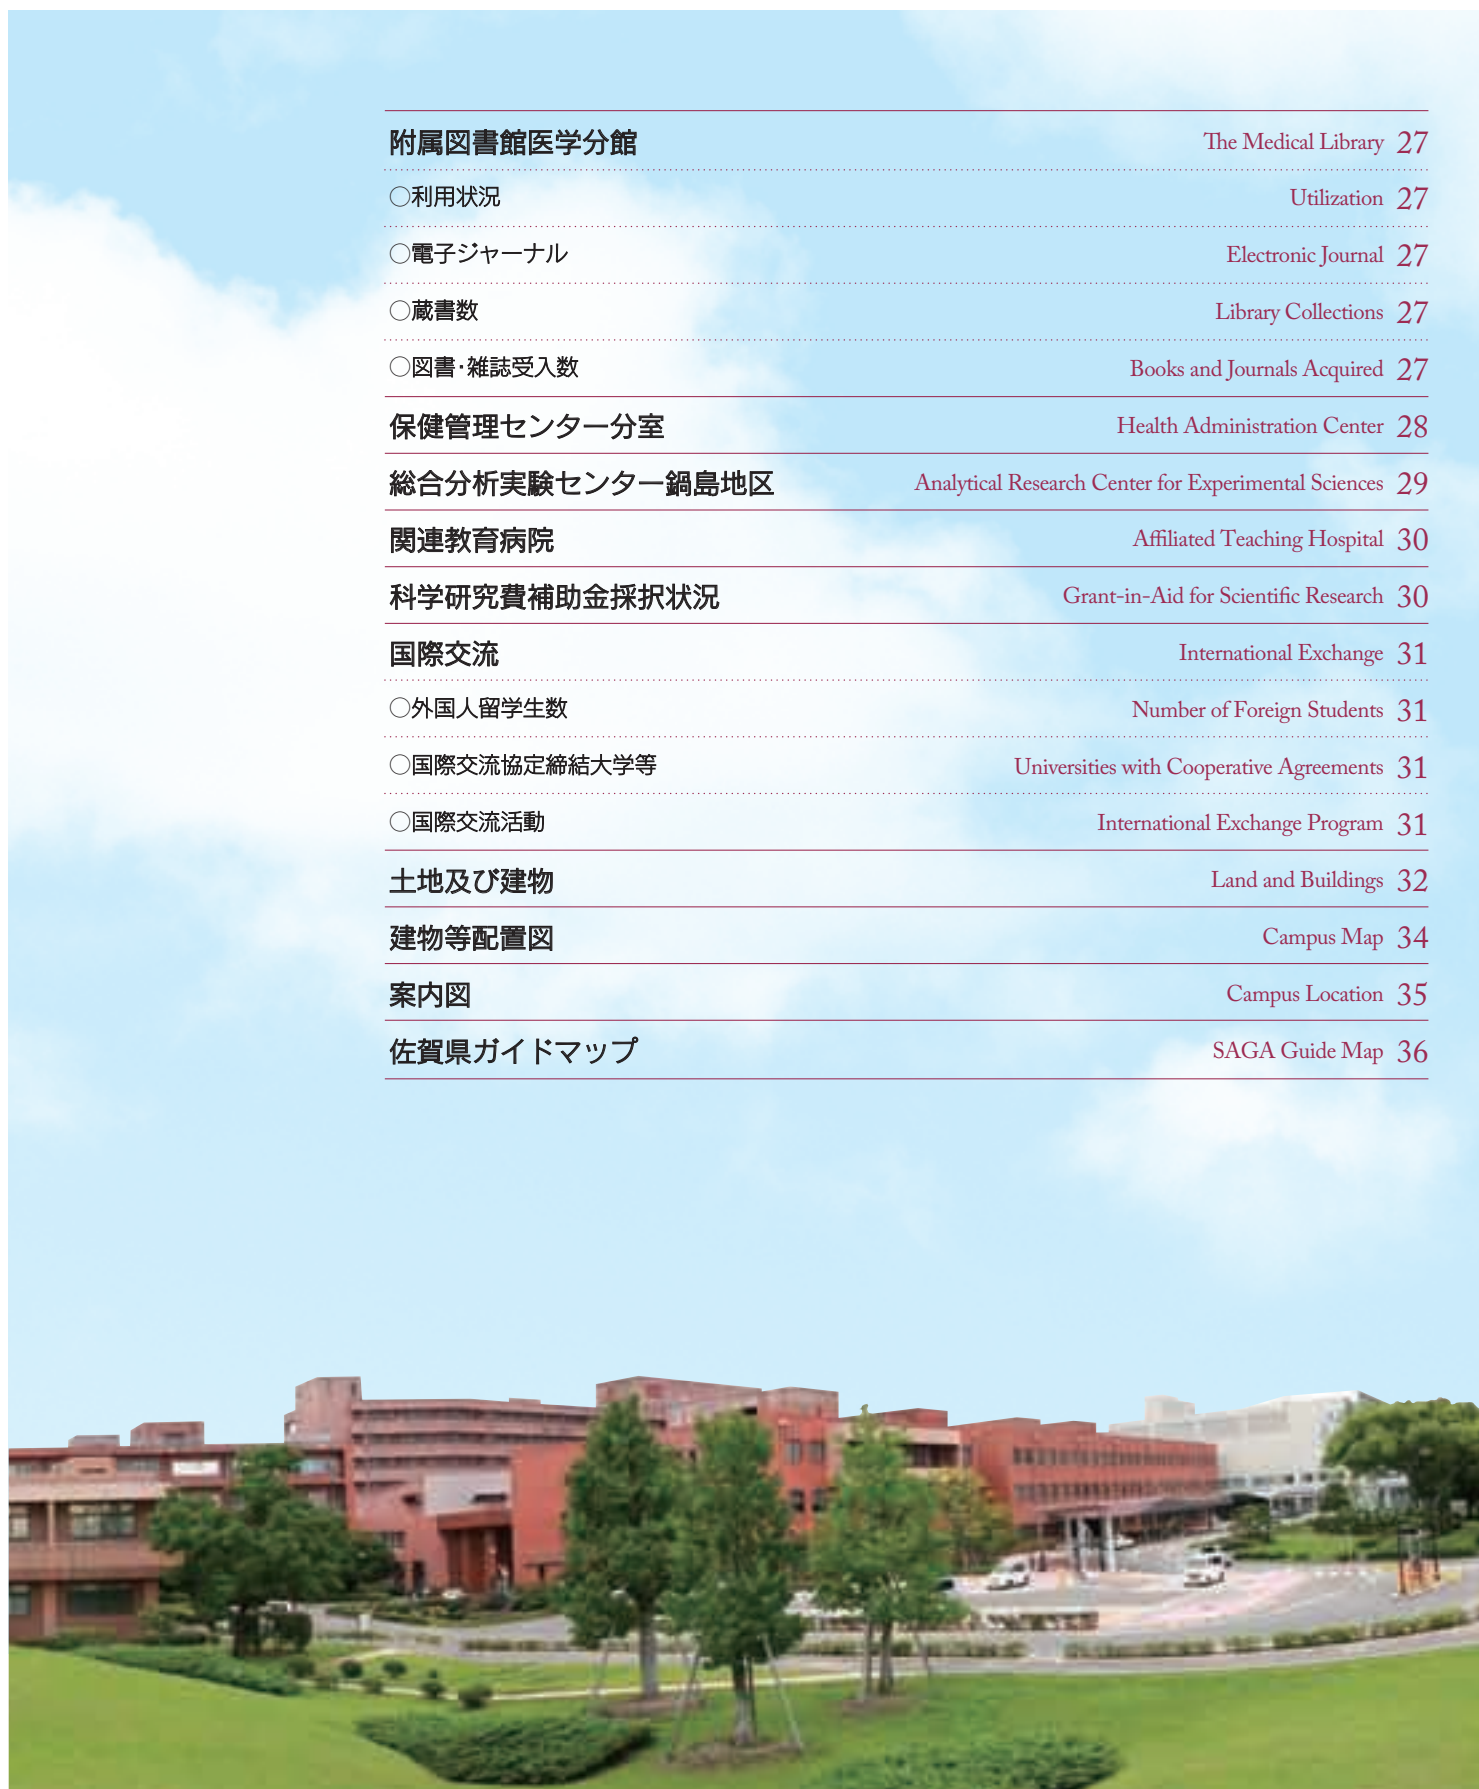 附属図書館医学分館 The Medical Library 27
○利用状況 Utilization 27
○電子ジャーナル Electronic Journal 27
○蔵書数 Library Collections 27
○図書・雑誌受入数 Books and Journals Acquired 27
保健管理センター分室 Health Administration Center 28
総合分析実験センター鍋島地区 Analytical Research Center for Experimental Sciences 29
関連教育病院 Affiliated Teaching Hospital 30
科学研究費補助金採択状況 Grant-in-Aid for Scientific Research 30
国際交流 International Exchange 31
○外国人留学生数 Number of Foreign Students 31
○国際交流協定締結大学等 Universities with Cooperative Agreements 31
○国際交流活動 International Exchange Program 31
土地及び建物 Land and Buildings 32
建物等配置図 Campus Map 34
案内図 Campus Location 35
佐賀県ガイドマップ SAGA Guide Map 36